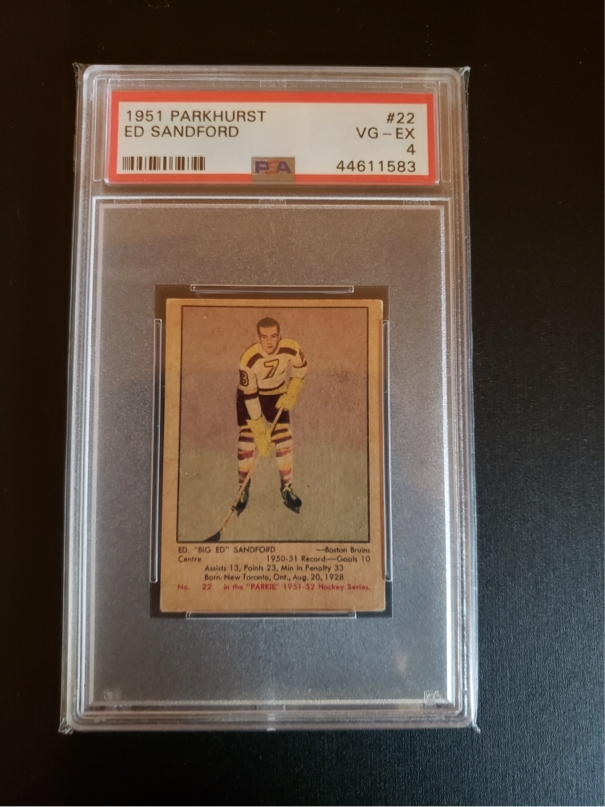 1951 PARKHURST #22
ED SANDFORD VG-EX
4
PSA 44611583
7
ED. "BIG ED" SANDFORD —Boston Bruins
Centre 1950-51 Record—Goals 10
Assists 13, Points 23, Min in Penalty 33
Born: New Toronto, Ont., Aug. 20, 1928
No. 22 in the "PARKIE" 1951-52 Hockey Series.